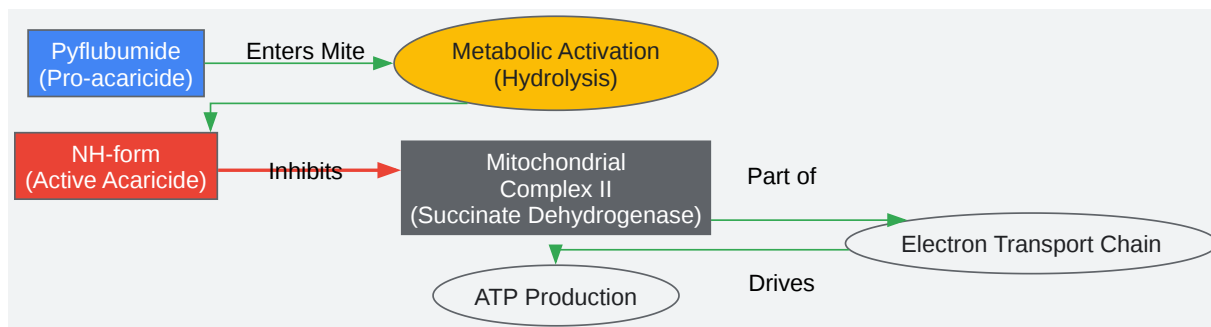 Pyflubumide
(Pro-acaricide)
Enters Mite
Metabolic Activation
(Hydrolysis)
NH-form
(Active Acaricide)
Inhibits
Mitochondrial
Complex II
(Succinate Dehydrogenase)
Part of
Electron Transport Chain
Drives
ATP Production